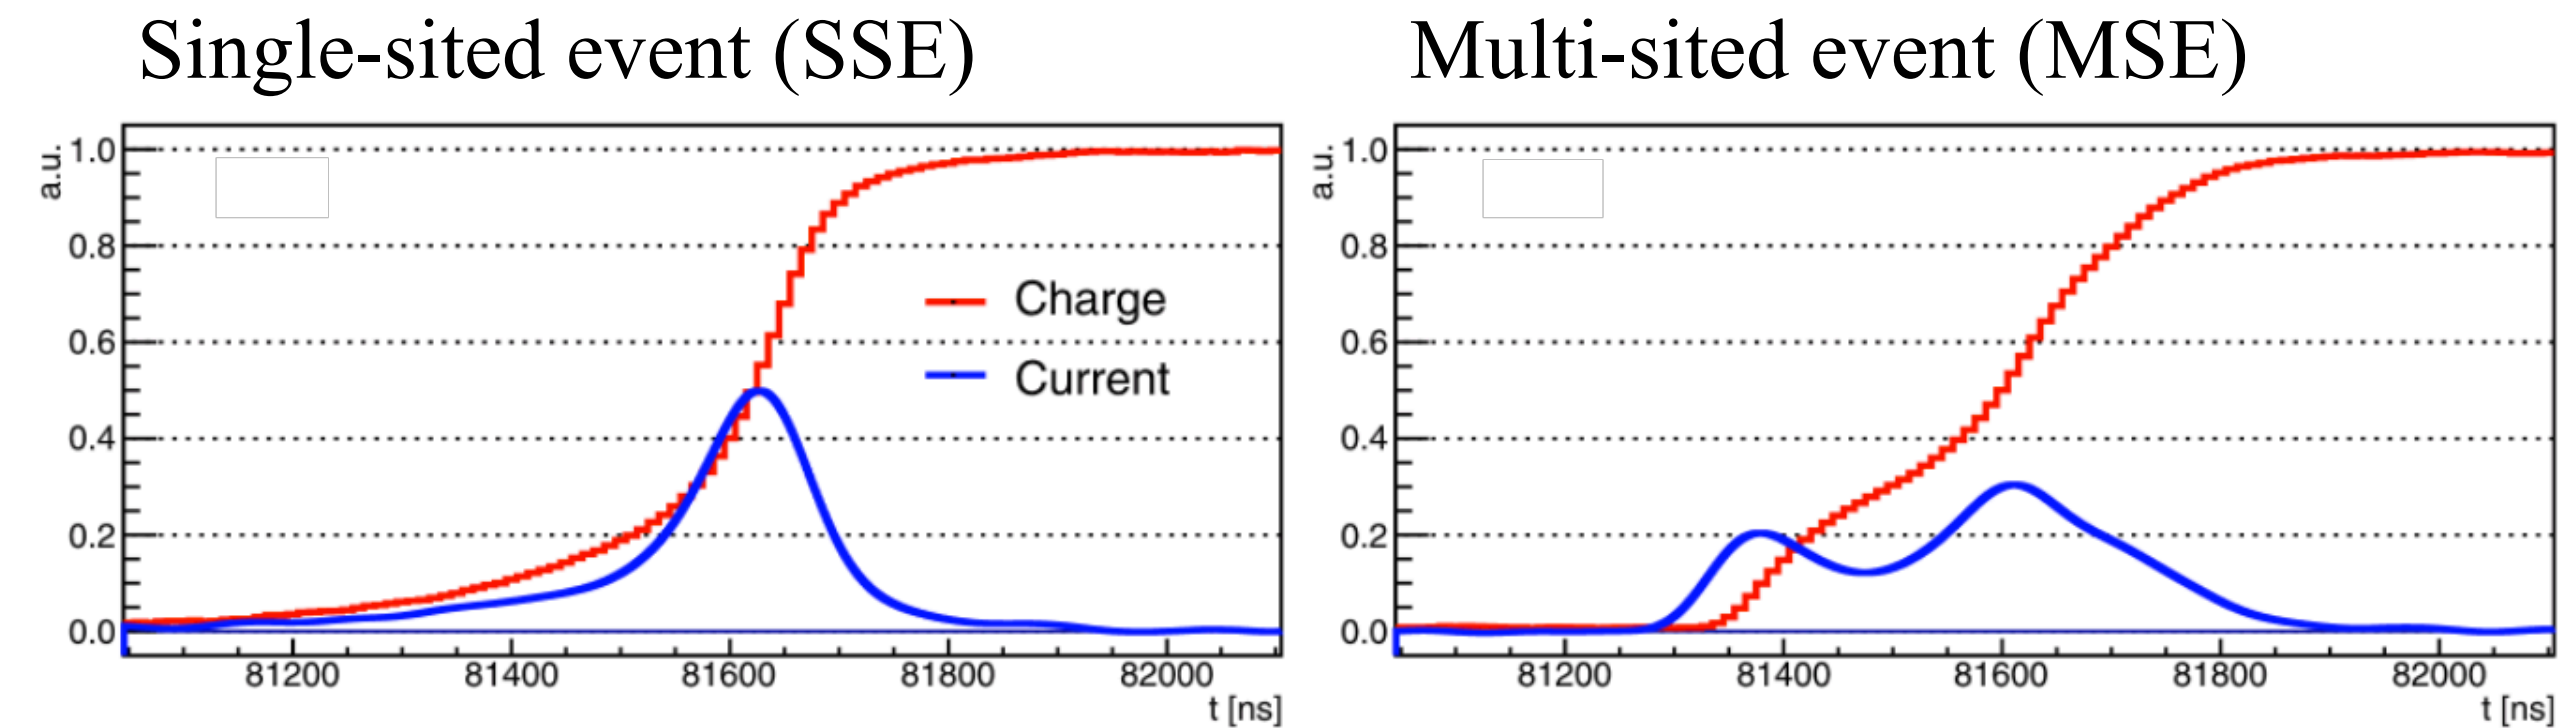 Single-sited event (SSE)
a.u.
1.0
0.8
0.6
0.4
0.2
0.0
Charge
Current
81200 81400 81600 81800 82000
t [ns]
Multi-sited event (MSE)
a.u.
1.0
0.8
0.6
0.4
0.2
0.0
81200 81400 81600 81800 82000
t [ns]